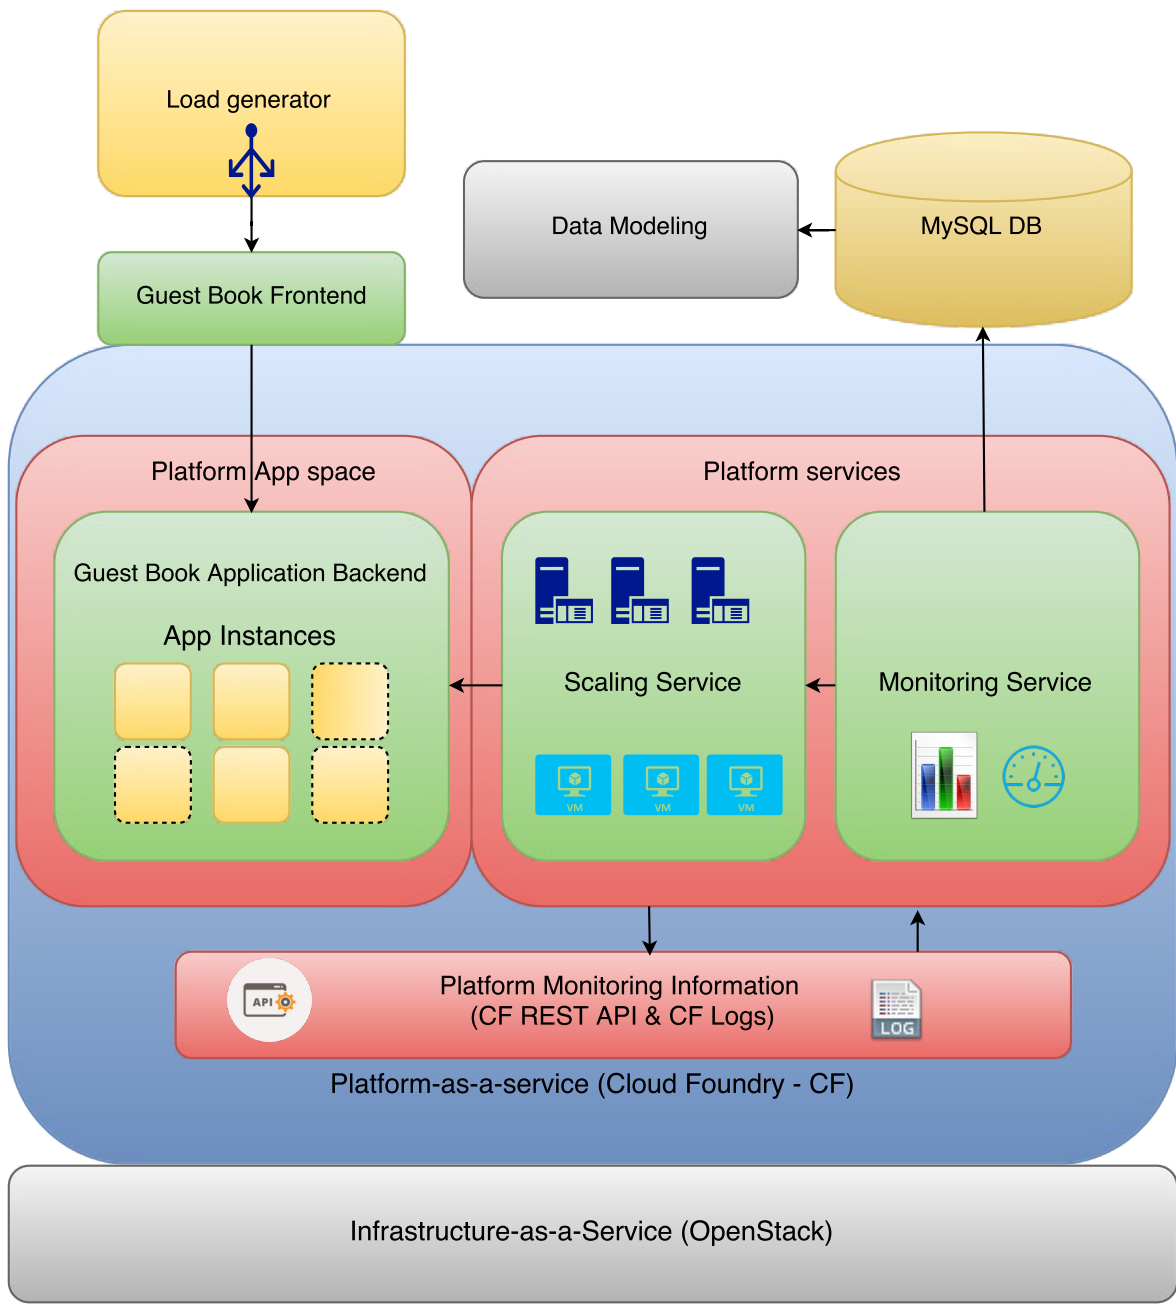 Load generator
Guest Book Frontend
Data Modeling
MySQL DB
Platform App space
Platform services
Guest Book Application Backend
App Instances
Scaling Service
VM
VM
VM
Monitoring Service
API
Platform Monitoring Information
(CF REST API & CF Logs)
LOG
Platform-as-a-service (Cloud Foundry - CF)
Infrastructure-as-a-Service (OpenStack)